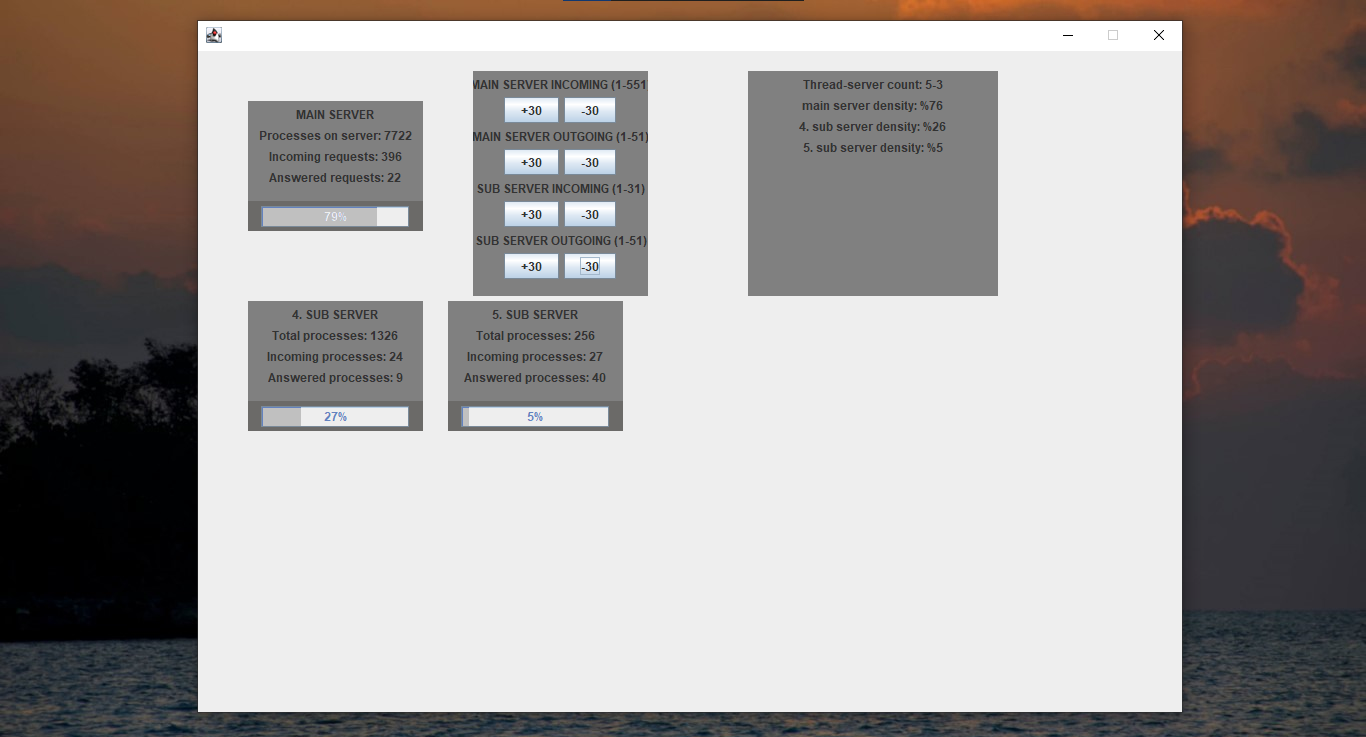 MAIN SERVER
Processes on server: 7722
Incoming requests: 396
Answered requests: 22
79%
MAIN SERVER INCOMING (1-551
+30 -30
MAIN SERVER OUTGOING (1-51)
+30 -30
SUB SERVER INCOMING (1-31)
+30 -30
SUB SERVER OUTGOING (1-51)
+30 -30
Thread-server count: 5-3
main server density: %76
4. sub server density: %26
5. sub server density: %5
4. SUB SERVER
Total processes: 1326
Incoming processes: 24
Answered processes: 9
27%
5. SUB SERVER
Total processes: 256
Incoming processes: 27
Answered processes: 40
5%